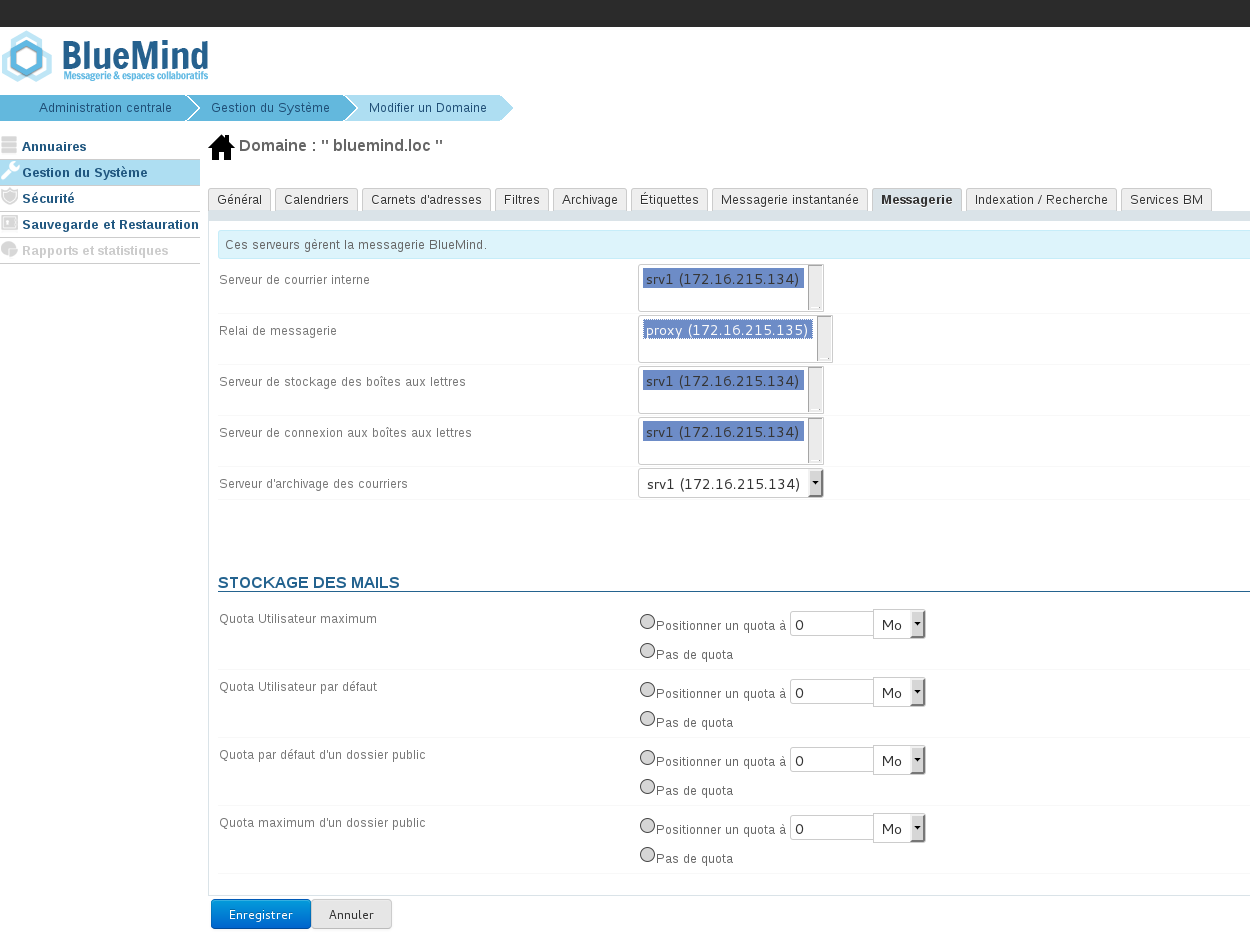 BlueMind
Messagerie & espaces collaboratifs
Administration centrale Gestion du Système Modifier un Domaine
Annuaires
Gestion du Système
Sécurité
Sauvegarde et Restauration
Rapports et statistiques
Domaine : " bluemind.loc "
Général Calendriers Carnets d'adresses Filtres Archivage Étiquettes Messagerie instantanée Messagerie Indexation / Recherche Services BM
Ces serveurs gèrent la messagerie BlueMind.
Serveur de courrier interne srv1 (172.16.215.134)
Relai de messagerie proxy (172.16.215.135)
Serveur de stockage des boîtes aux lettres srv1 (172.16.215.134)
Serveur de connexion aux boîtes aux lettres srv1 (172.16.215.134)
Serveur d'archivage des courriers srv1 (172.16.215.134)
STOCKAGE DES MAILS
Quota Utilisateur maximum Positionner un quota à 0 Mo
Pas de quota
Quota Utilisateur par défaut Positionner un quota à 0 Mo
Pas de quota
Quota par défaut d'un dossier public Positionner un quota à 0 Mo
Pas de quota
Quota maximum d'un dossier public Positionner un quota à 0 Mo
Pas de quota
Enregistrer Annuler